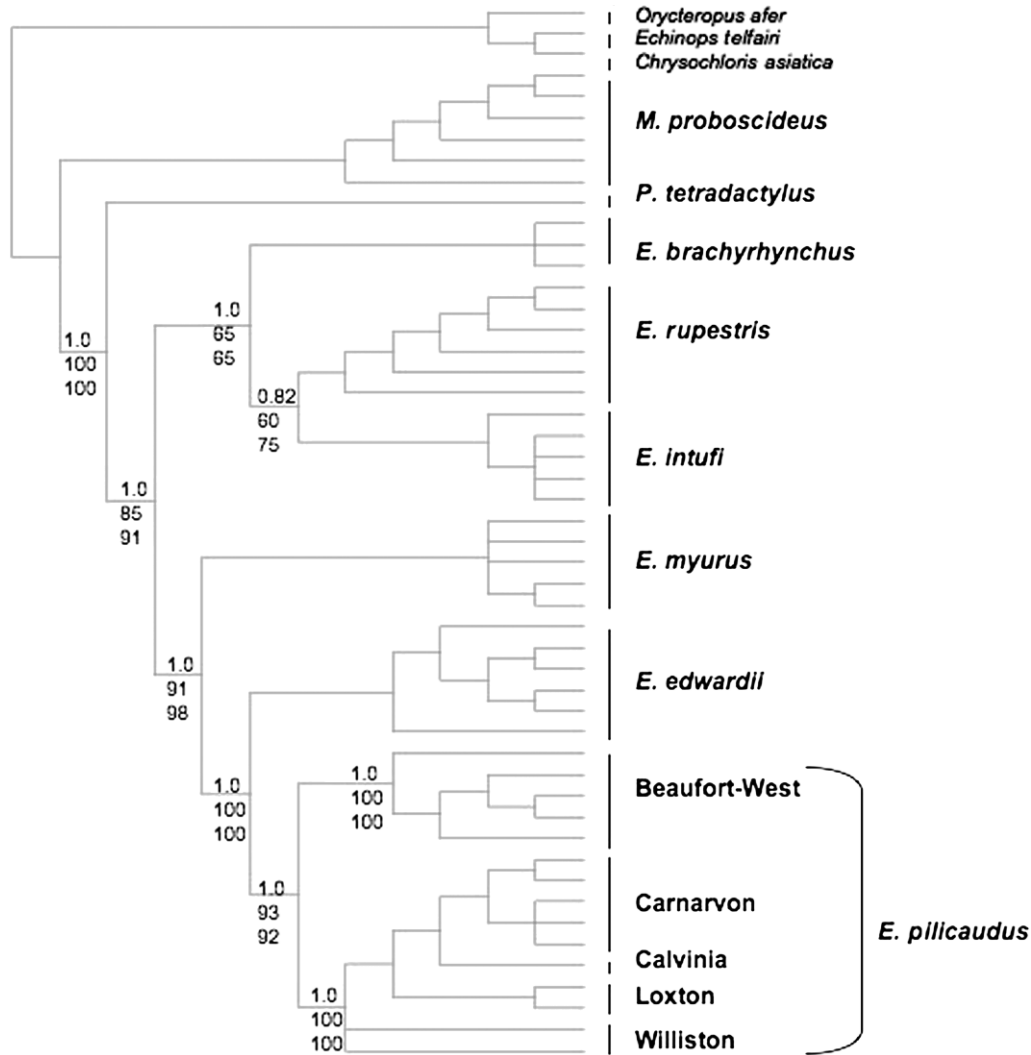 Orycteropus afer
Echinops telfairi
Chrysochloris asiatica
M. proboscideus
P. tetradactylus
E. brachyrhynchus
1.0
65
65
E. rupestris
1.0
100
100
0.82
60
75
E. intufi
1.0
85
91
E. myurus
1.0
91
98
E. edwardii
1.0
100
100
1.0
100
100
Beaufort-West
1.0
93
92
Carnarvon
E. pilicaudus
Calvinia
1.0
100
100
Loxton
Williston